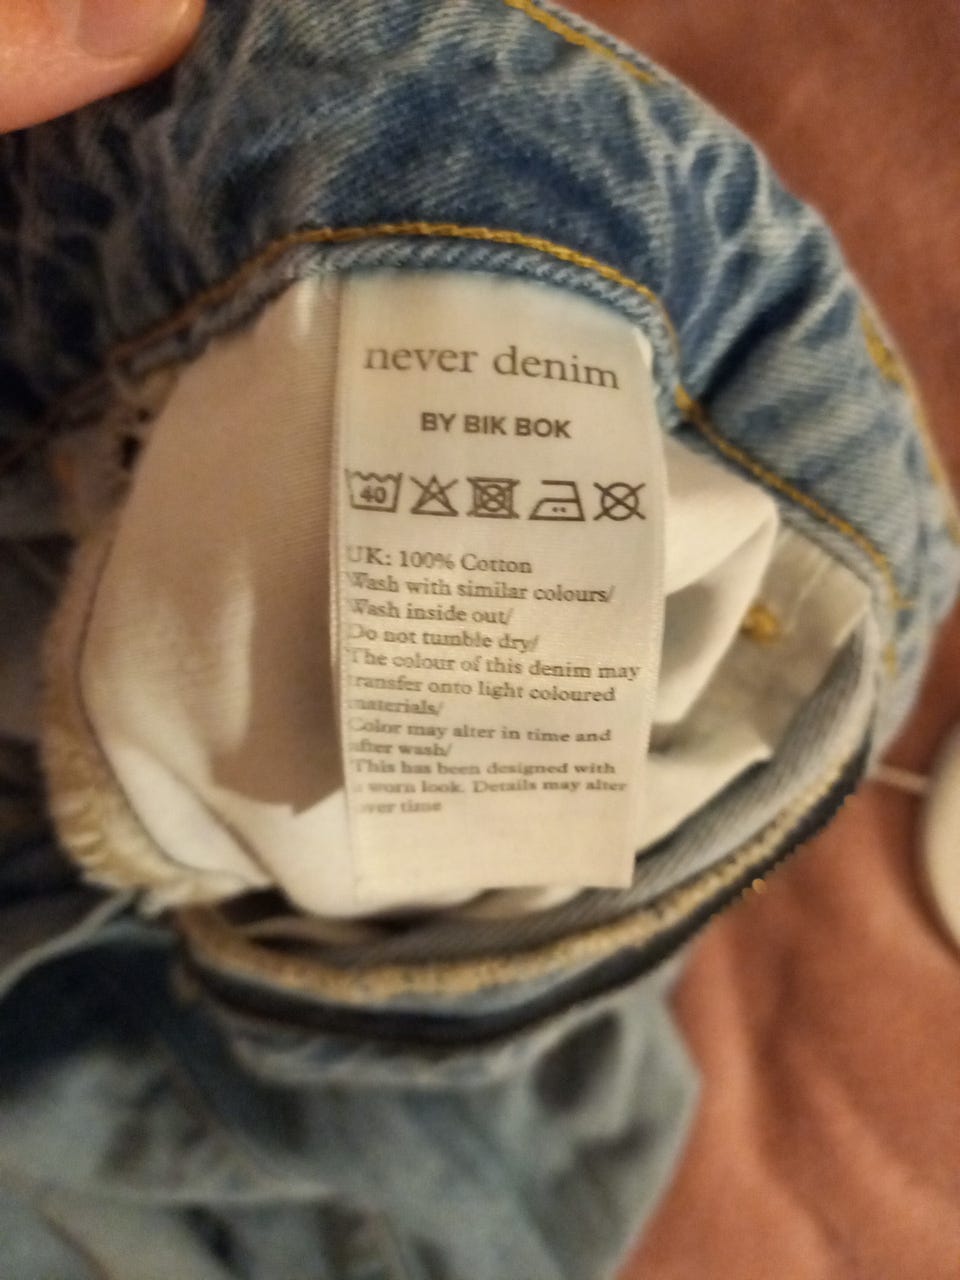 never denim
BY BIK BOK
40
UK: 100% Cotton
Wash with similar colours/
Wash inside out/
Do not tumble dry/
The colour of this denim may
transfer onto light coloured
materials/
Color may alter in time and
after wash/
This has been designed with
a worn look. Details may alter
over time